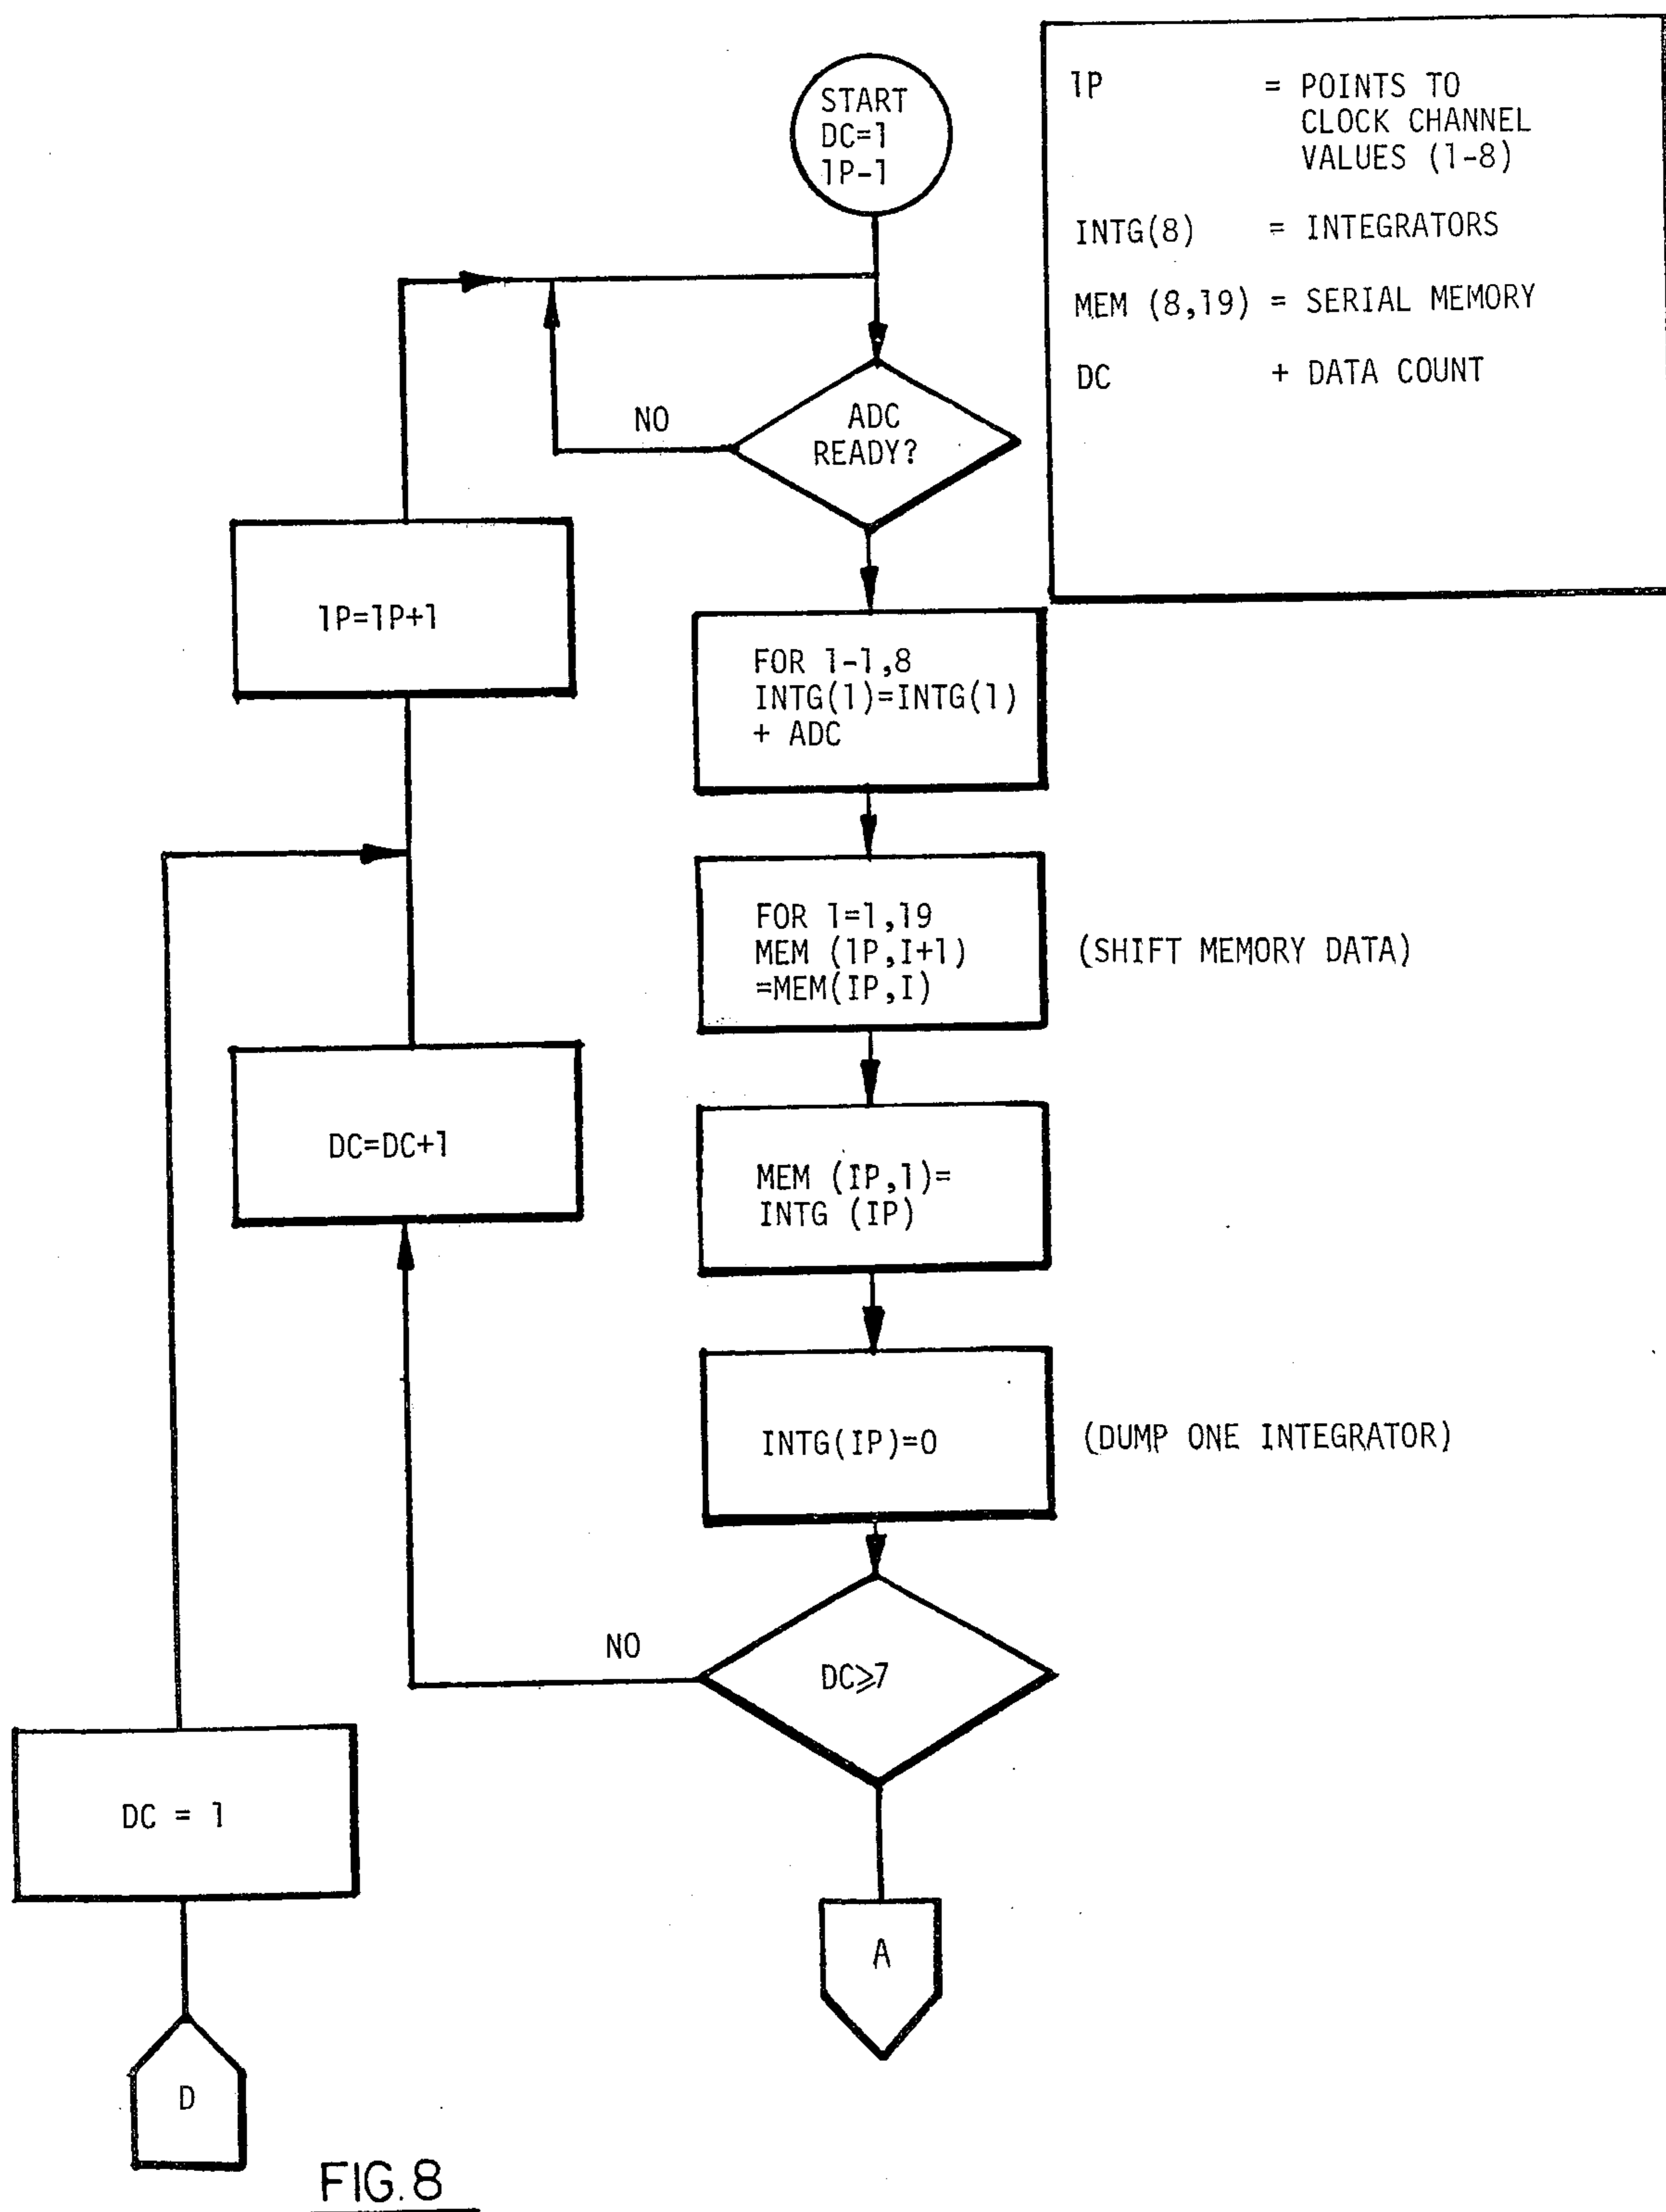 START
DC=1
1P-1
1P = POINTS TO
CLOCK CHANNEL
VALUES (1-8)
INTG(8) = INTEGRATORS
MEM (8,19) = SERIAL MEMORY
DC + DATA COUNT
NO
ADC
READY?
1P=1P+1
FOR 1-1,8
INTG(1)=INTG(1)
+ ADC
FOR 1=1,19
MEM (1P,I+1)
=MEM(IP,I)
(SHIFT MEMORY DATA)
DC=DC+1
MEM (IP,1)=
INTG (IP)
INTG(IP)=0
(DUMP ONE INTEGRATOR)
NO
DC⩾7
DC = 1
A
D
FIG.8